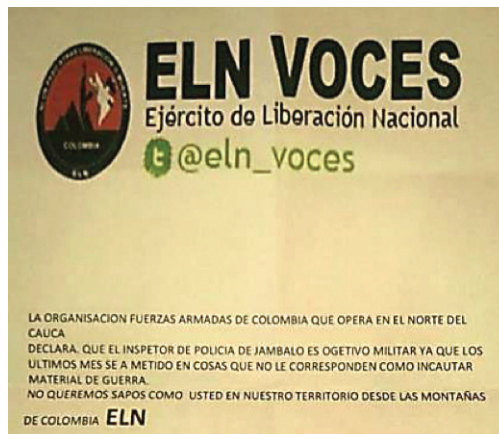 ELN VOCES
Ejército de Liberación Nacional
@eln_voces
COLOMBIA
ELN
LA ORGANISACION FUERZAS ARMADAS DE COLOMBIA QUE OPERA EN EL NORTE DEL
CAUCA
DECLARA. QUE EL INSPETOR DE POLICIA DE JAMBALO ES OGETIVO MILITAR YA QUE LOS
ULTIMOS MES SE A METIDO EN COSAS QUE NO LE CORRESPONDEN COMO INCAUTAR
MATERIAL DE GUERRA.
NO QUEREMOS SAPOS COMO USTED EN NUESTRO TERRITORIO DESDE LAS MONTAÑAS
DE COLOMBIA ELN